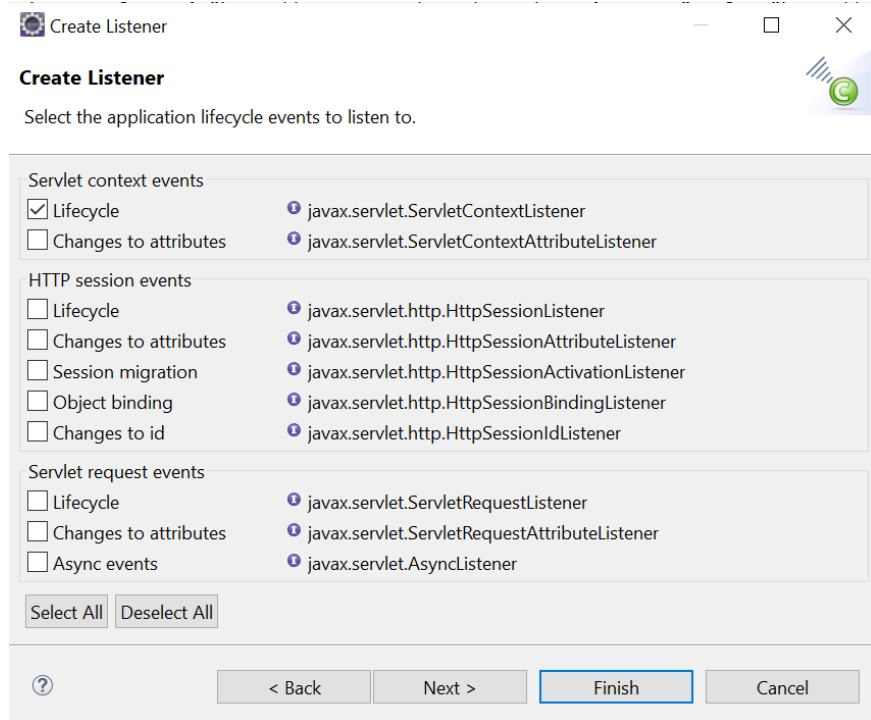 Create Listener
Create Listener
Select the application lifecycle events to listen to.
Servlet context events
Lifecycle javax.servlet.ServletContextListener
Changes to attributes javax.servlet.ServletContextAttributeListener
HTTP session events
Lifecycle javax.servlet.http.HttpSessionListener
Changes to attributes javax.servlet.http.HttpSessionAttributeListener
Session migration javax.servlet.http.HttpSessionActivationListener
Object binding javax.servlet.http.HttpSessionBindingListener
Changes to id javax.servlet.http.HttpSessionIdListener
Servlet request events
Lifecycle javax.servlet.ServletRequestListener
Changes to attributes javax.servlet.ServletRequestAttributeListener
Async events javax.servlet.AsyncListener
Select All Deselect All
< Back Next > Finish Cancel